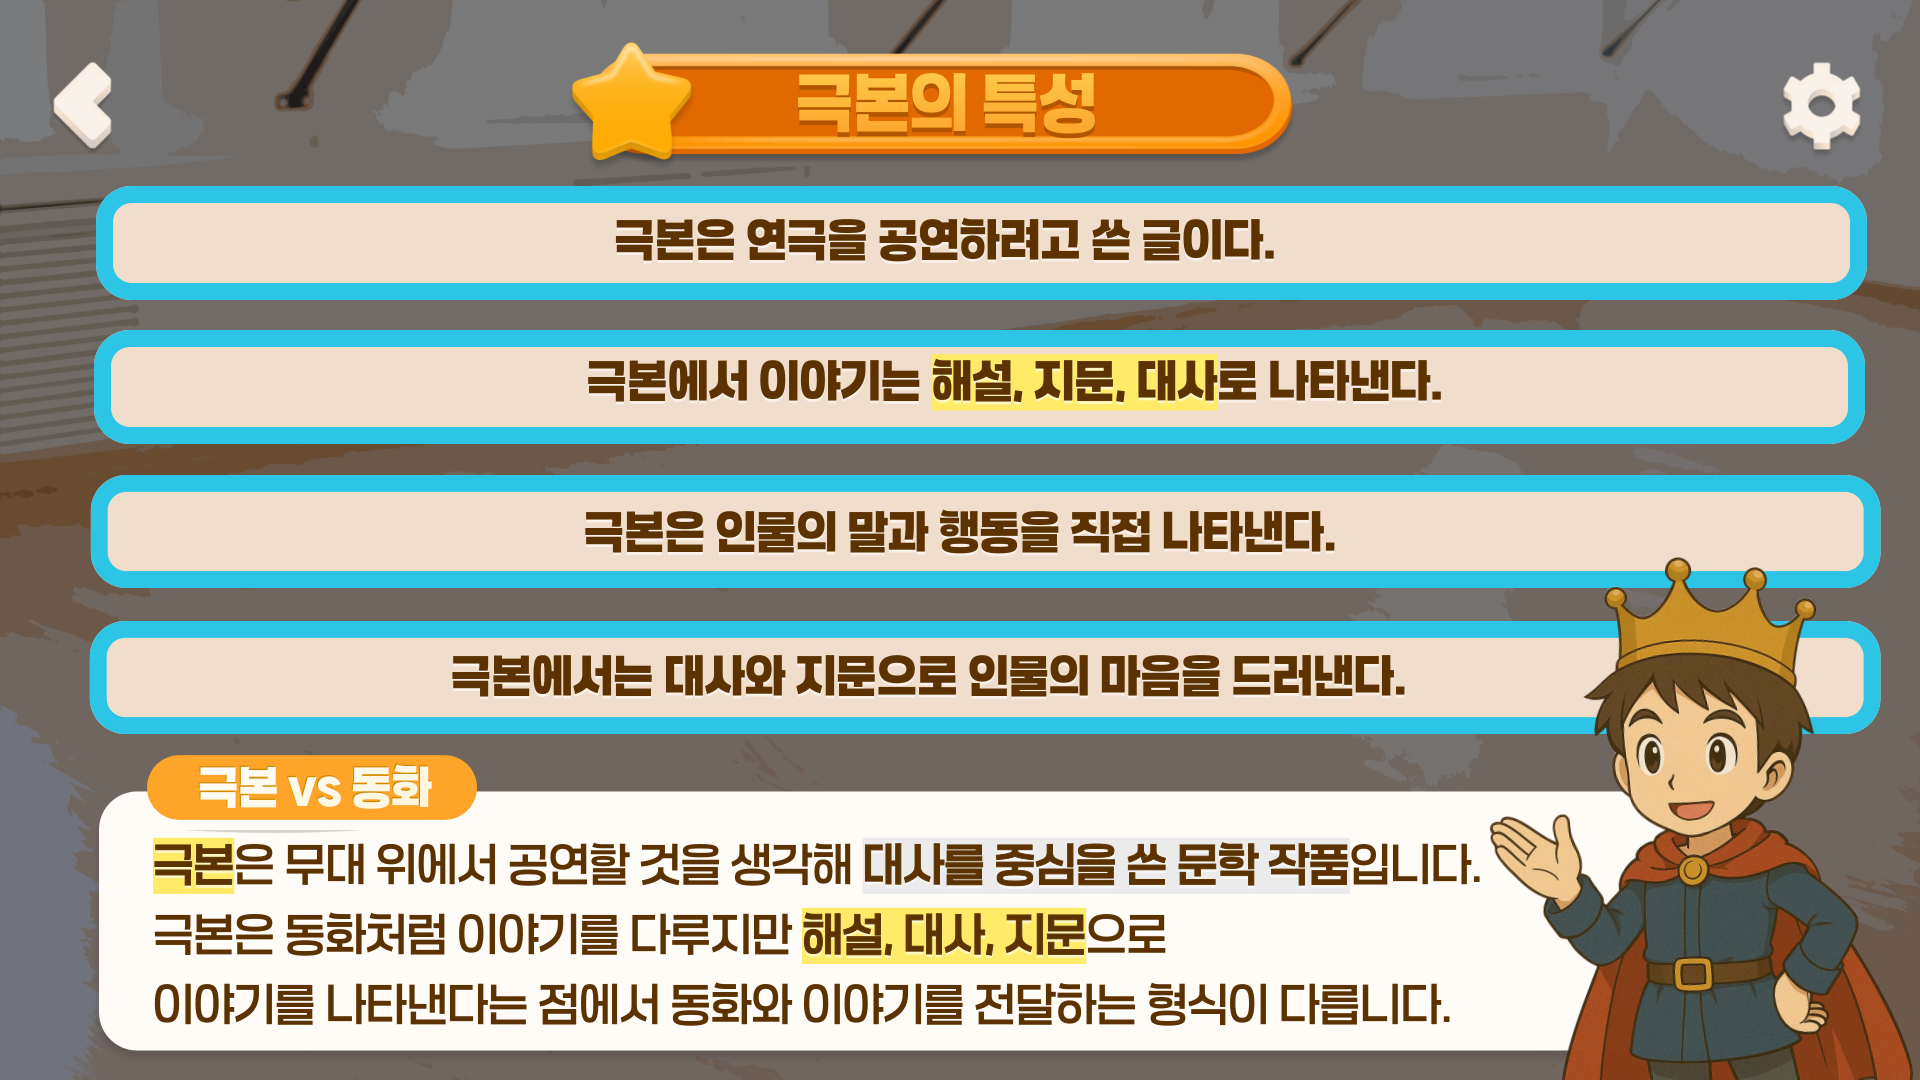 극본의 특성
극본은 연극을 공연하려고 쓴 글이다.
극본에서 이야기는 해설, 지문, 대사로 나타낸다.
극본은 인물의 말과 행동을 직접 나타낸다.
극본에서는 대사와 지문으로 인물의 마음을 드러낸다.
극본 vs 동화
극본은 무대 위에서 공연할 것을 생각해 대사를 중심을 쓴 문학 작품입니다.
극본은 동화처럼 이야기를 다루지만 해설, 대사, 지문으로
이야기를 나타낸다는 점에서 동화와 이야기를 전달하는 형식이 다릅니다.